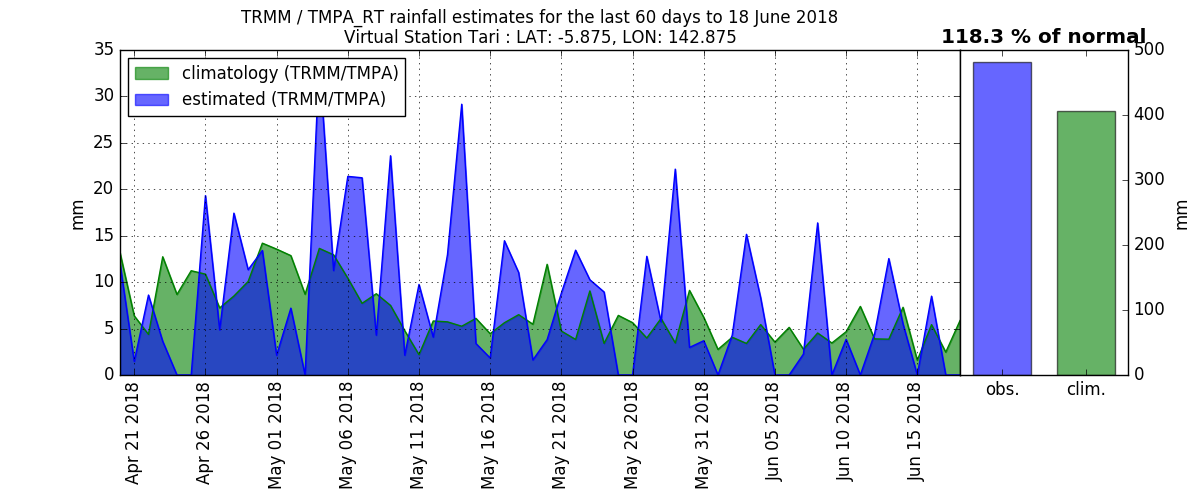 TRMM / TMPA_RT rainfall estimates for the last 60 days to 18 June 2018
Virtual Station Tari : LAT: -5.875, LON: 142.875
118.3 % of normal
climatology (TRMM/TMPA)
estimated (TRMM/TMPA)
mm
35
30
25
20
15
10
5
0
Apr 21 2018
Apr 26 2018
May 01 2018
May 06 2018
May 11 2018
May 16 2018
May 21 2018
May 26 2018
May 31 2018
Jun 05 2018
Jun 10 2018
Jun 15 2018
obs.
clim.
500
400
300
200
100
0
mm